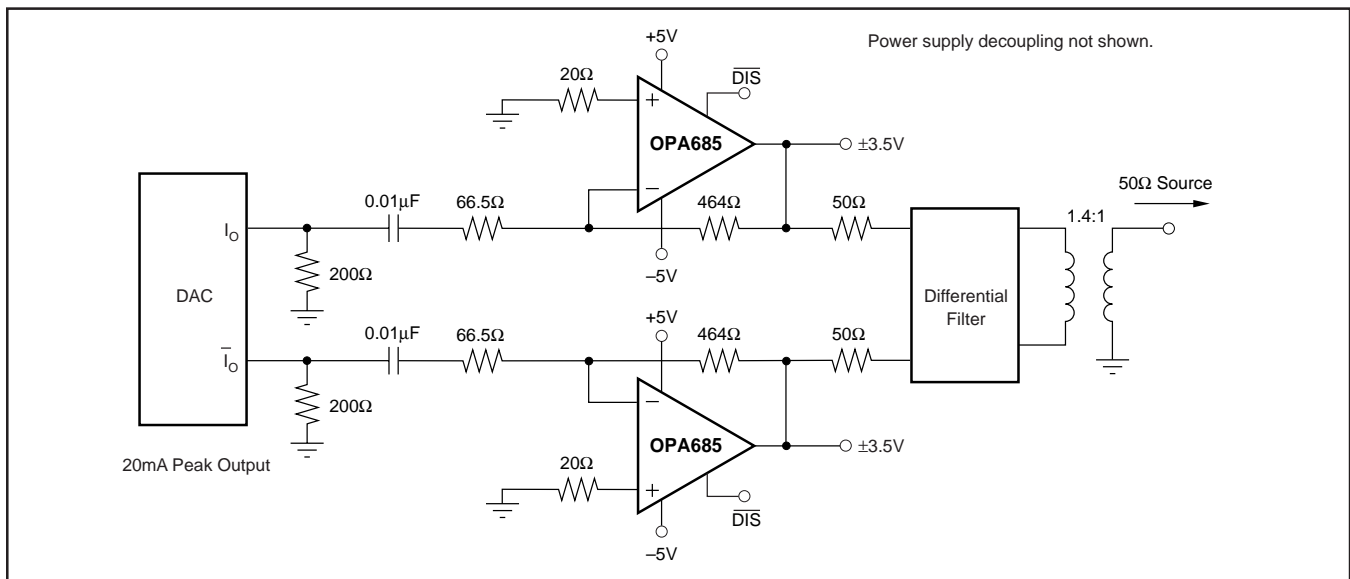 Power supply decoupling not shown.
+5V
20Ω
DIS
+
OPA685
±3.5V
−
50Ω Source
0.01µF
66.5Ω
464Ω
50Ω
1.4:1
IO
–5V
200Ω
DAC
Differential
Filter
+5V
0.01µF
66.5Ω
464Ω
50Ω
IO
−
200Ω
OPA685
±3.5V
20mA Peak Output
20Ω
+
DIS
–5V